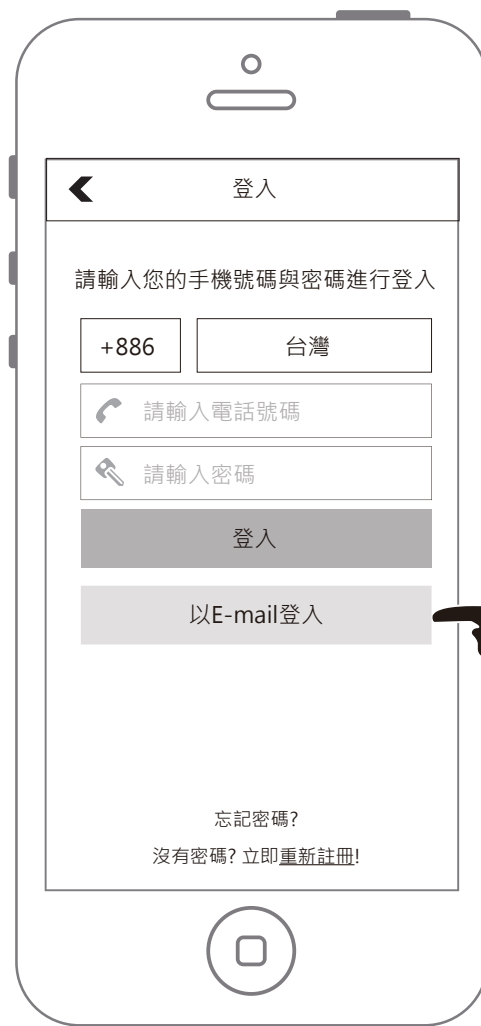 登入
請輸入您的手機號碼與密碼進行登入
+886 台灣
請輸入電話號碼
請輸入密碼
登入
以E-mail登入
忘記密碼?
沒有密碼? 立即重新註冊!